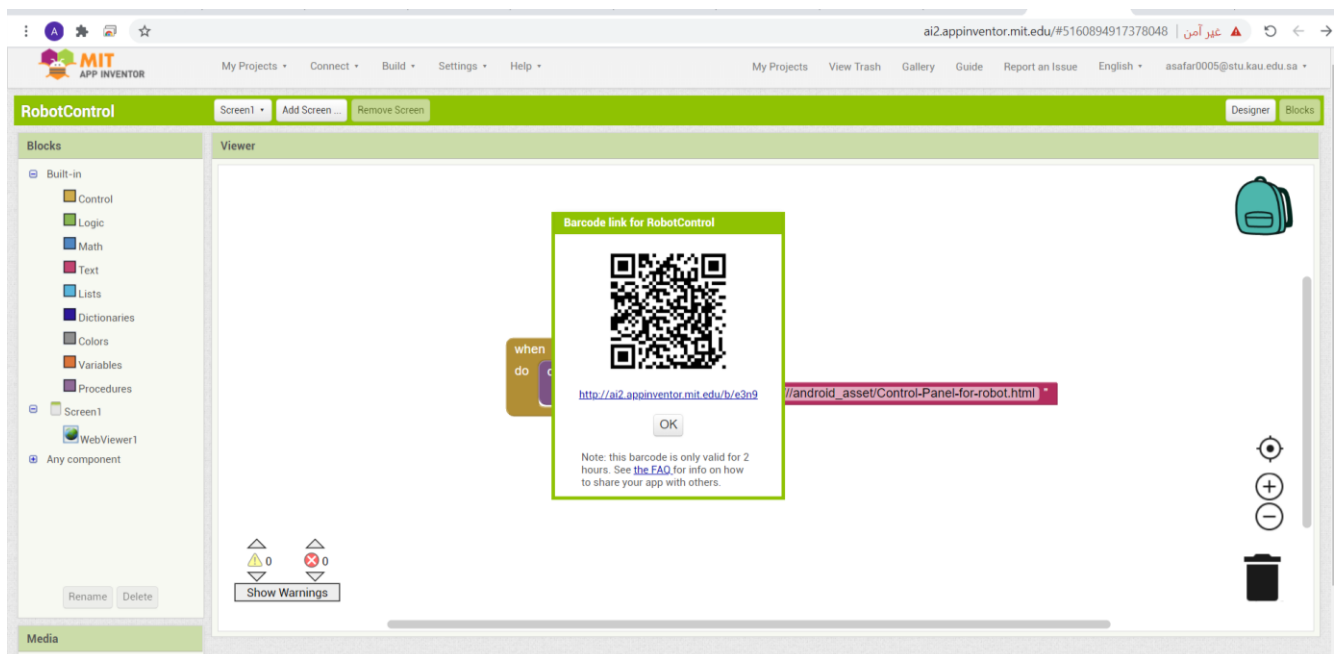 A
ai2.appinventor.mit.edu/#5160894917378048 | غير آمن
MIT
APP INVENTOR
My Projects Connect Build Settings Help My Projects View Trash Gallery Guide Report an Issue English asafar0005@stu.kau.edu.sa
RobotControl Screen1 Add Screen ... Remove Screen Designer Blocks
Blocks
Viewer
Built-in
Control
Logic
Math
Text
Lists
Dictionaries
Colors
Variables
Procedures
Screen1
WebViewer1
Any component
Rename Delete
Media
when
do
///android_asset/Control-Panel-for-robot.html "
Barcode link for RobotControl
http://ai2.appinventor.mit.edu/b/e3n9
OK
Note: this barcode is only valid for 2
hours. See the FAQ for info on how
to share your app with others.
0 0
Show Warnings